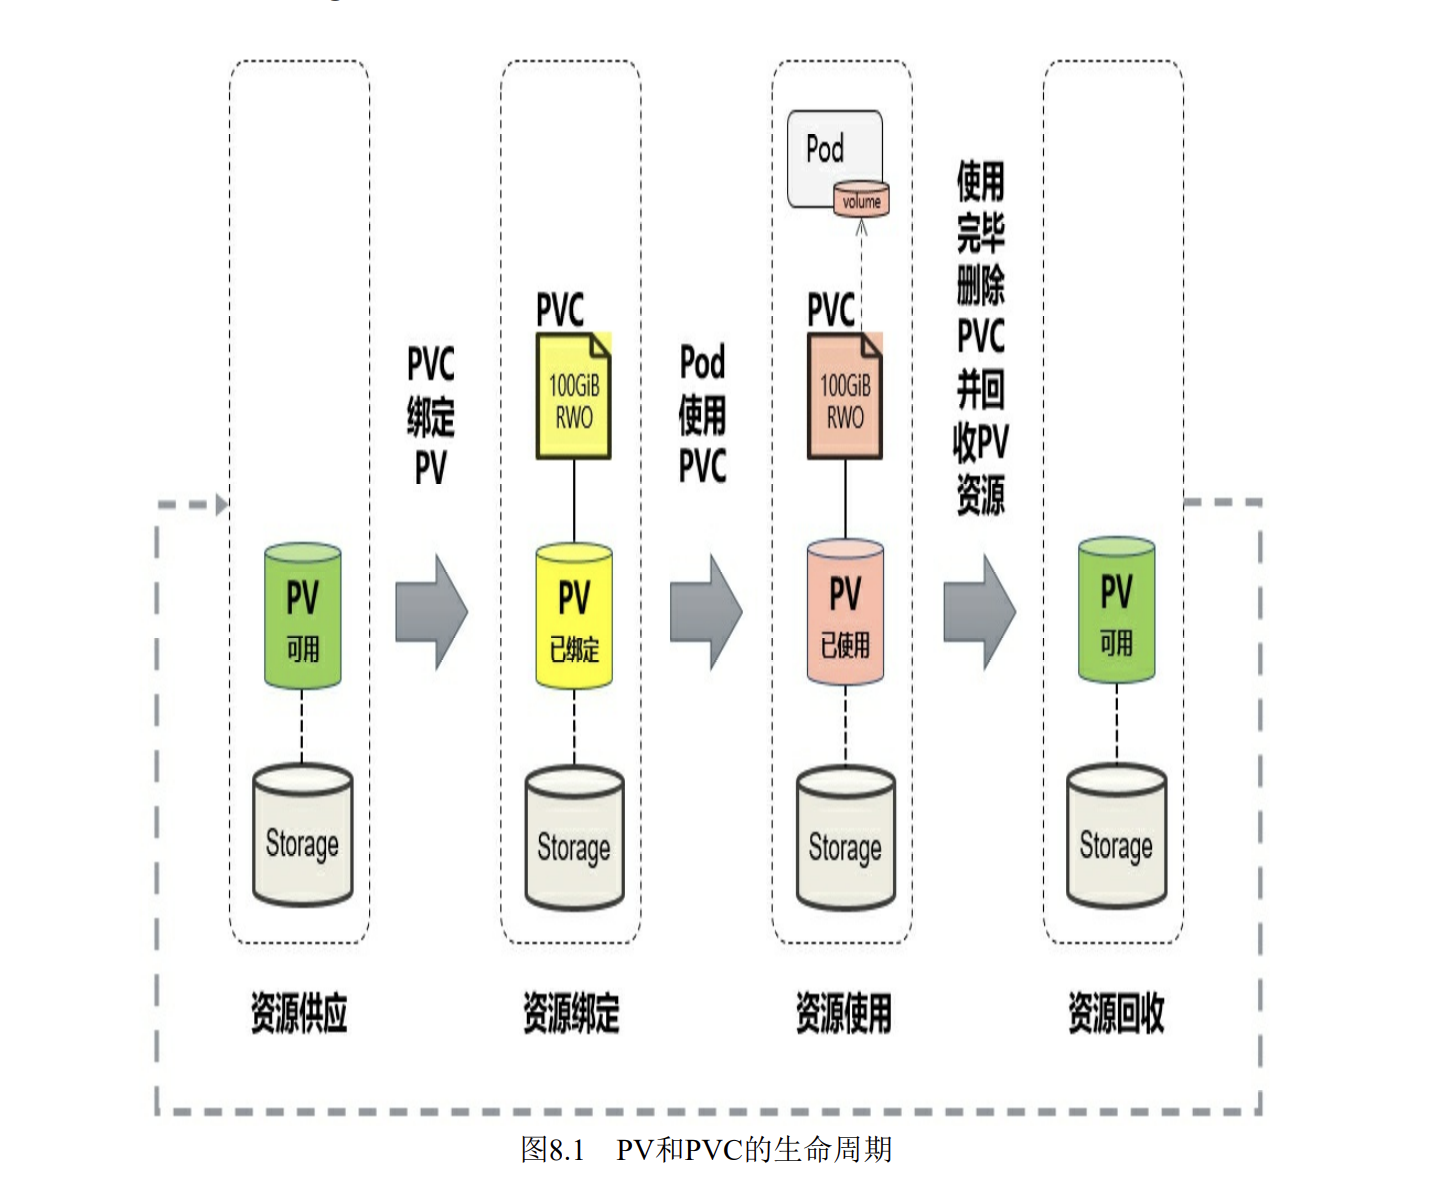 PV
可用
Storage
资源供应
PVC
绑定
PV
PVC
100GiB
RWO
PV
已绑定
Storage
资源绑定
Pod
使用
PVC
Pod
volume
PVC
100GiB
RWO
PV
已使用
Storage
资源使用
使用
完毕
删除
PVC
并回
收PV
资源
PV
可用
Storage
资源回收
图8.1 PV和PVC的生命周期